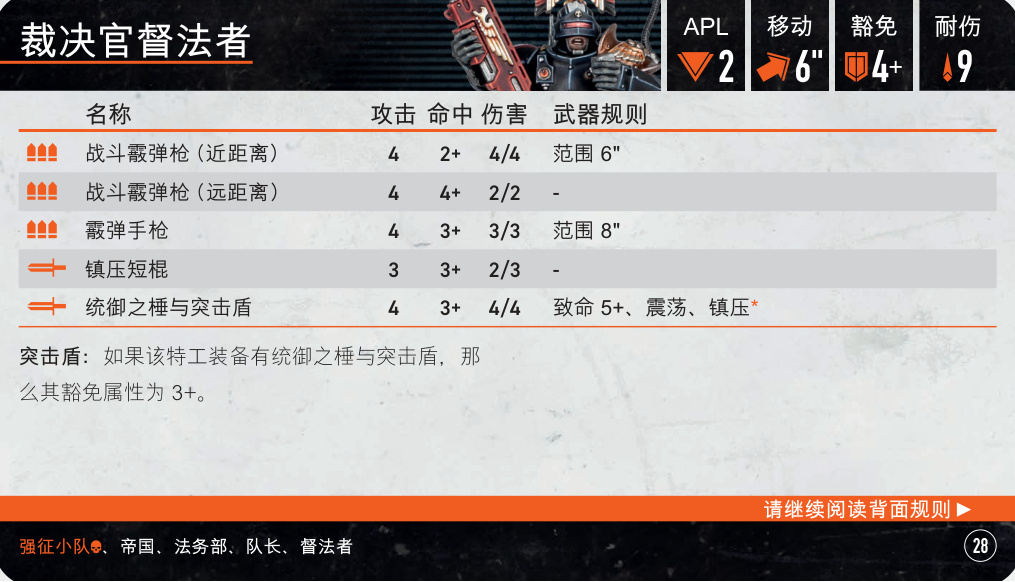 裁决官督法者
APL 移动 豁免 耐伤
2 6" 4+ 9
名称 攻击 命中 伤害 武器规则
战斗霰弹枪（近距离） 4 2+ 4/4 范围 6"
战斗霰弹枪（远距离） 4 4+ 2/2 -
霰弹手枪 4 3+ 3/3 范围 8"
镇压短棍 3 3+ 2/3 -
统御之棰与突击盾 4 3+ 4/4 致命 5+、震荡、镇压*
突击盾：如果该特工装备有统御之棰与突击盾，那
么其豁免属性为 3+。
请继续阅读背面规则▶
强征小队、帝国、法务部、队长、督法者
28